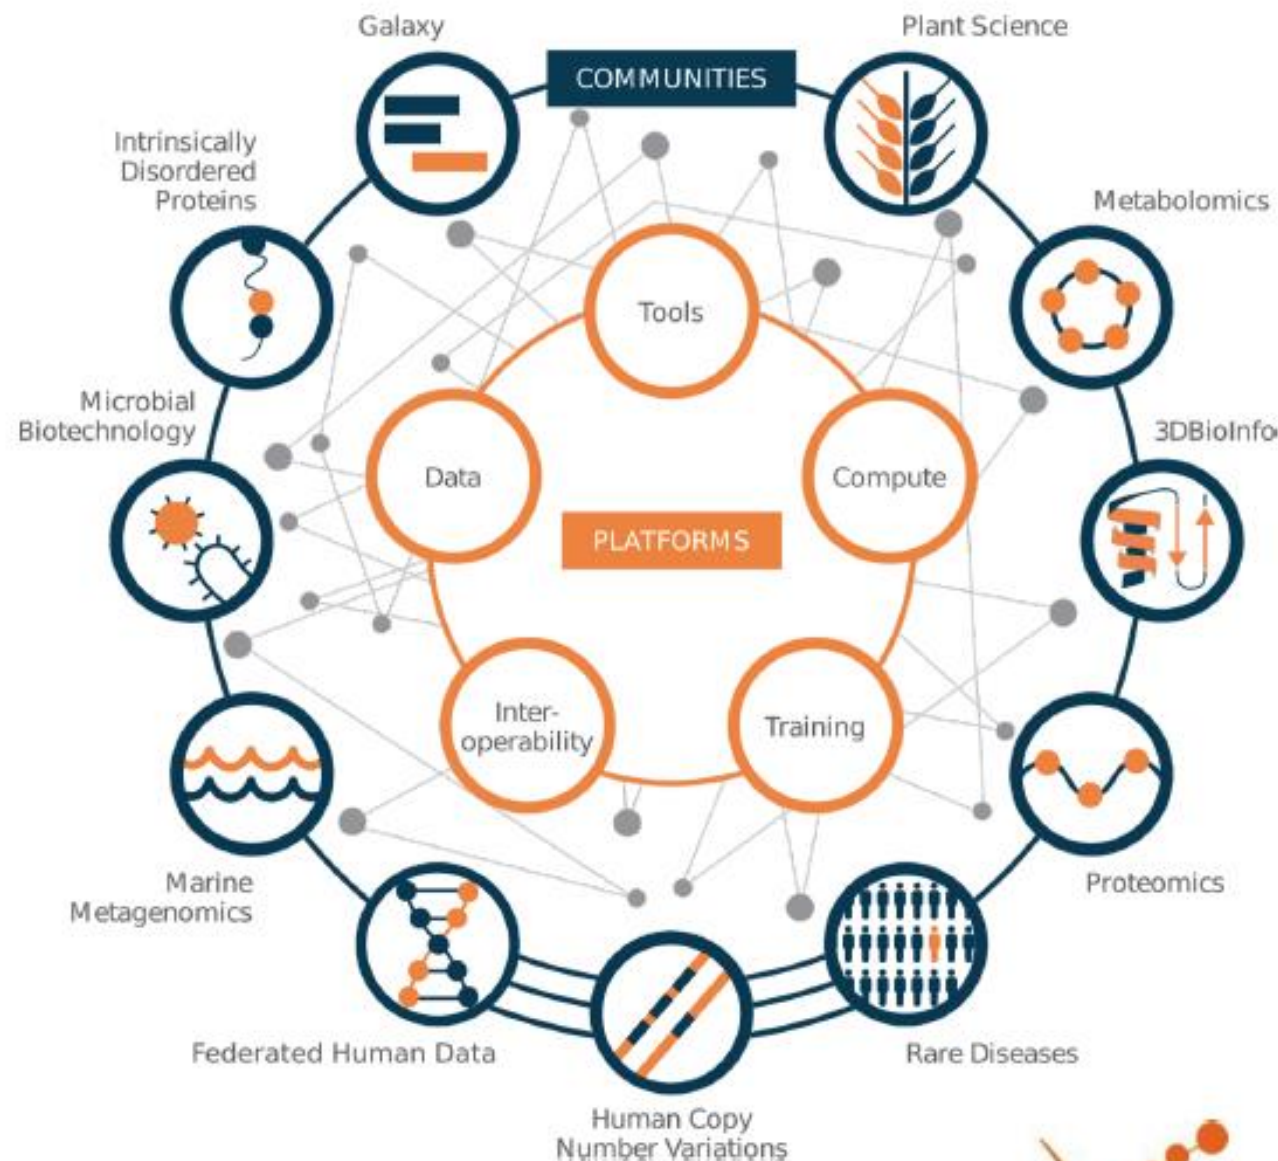 Galaxy
Plant Science
COMMUNITIES
Intrinsically
Disordered
Proteins
Metabolomics
Tools
Microbial
Biotechnology
3DBioInfo
Data
Compute
PLATFORMS
Inter-
operability
Training
Marine
Metagenomics
Proteomics
Federated Human Data
Rare Diseases
Human Copy
Number Variations